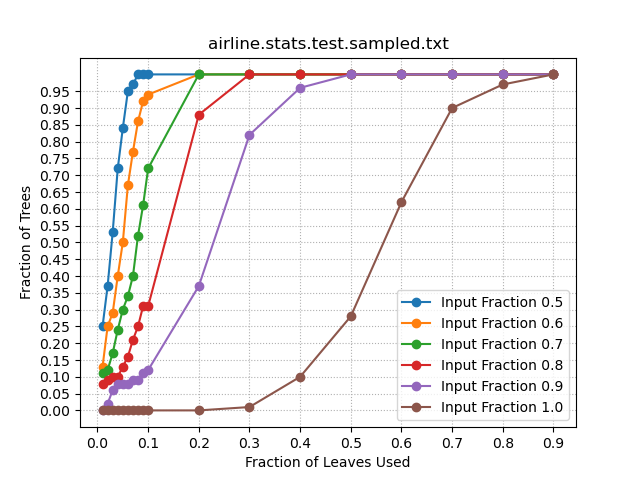 airline.stats.test.sampled.txt
Fraction of Trees
0.95
0.90
0.85
0.80
0.75
0.70
0.65
0.60
0.55
0.50
0.45
0.40
0.35
0.30
0.25
0.20
0.15
0.10
0.05
0.00
Input Fraction 0.5
Input Fraction 0.6
Input Fraction 0.7
Input Fraction 0.8
Input Fraction 0.9
Input Fraction 1.0
0.0 0.1 0.2 0.3 0.4 0.5 0.6 0.7 0.8 0.9
Fraction of Leaves Used